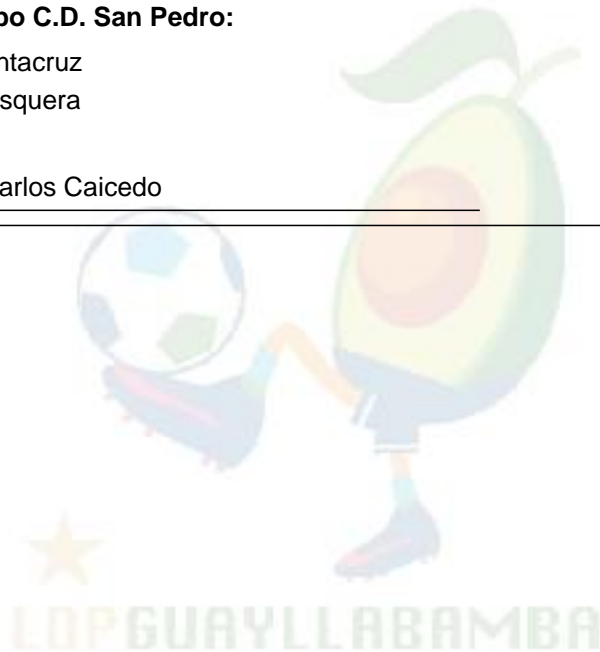 po C.D. San Pedro:
ntacruz
squera
arlos Caicedo
LDPGUAYLLABAMBA